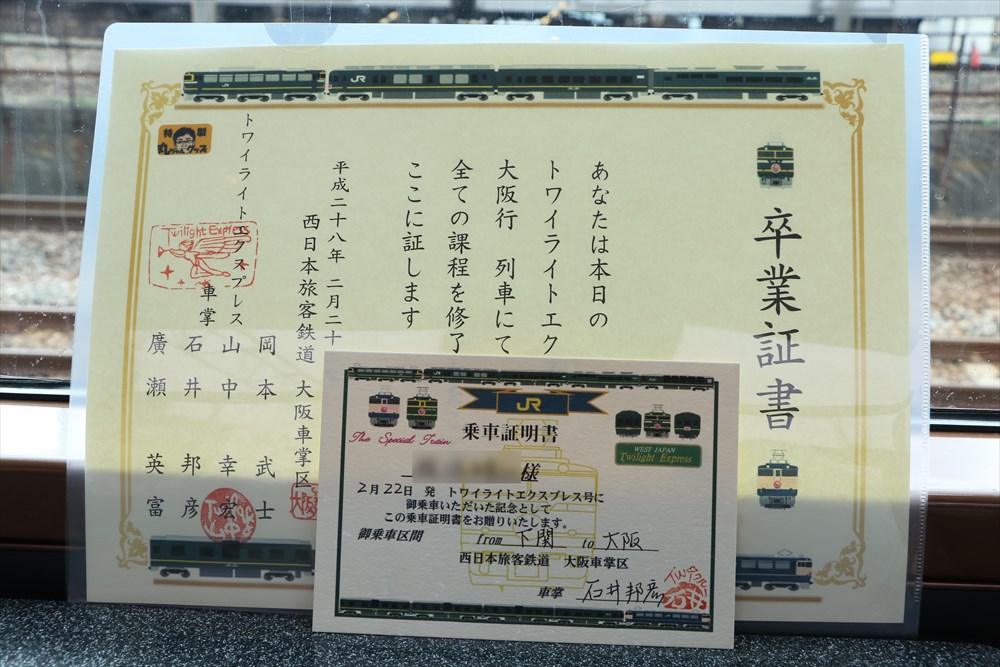 JR
卒業証書
あなたは本日の
トワイライトエク
大阪行 列車にて
全ての課程を修了
ここに証します
平成二十八年 二月二十
西日本旅客鉄道 大阪車掌区
トワイライトエクスプレス
車掌
岡本 武士
山中 幸宏
石井 邦彦
廣瀬 英富
特製
Twilight Express
JR
乗車証明書
The Special Train
WEST JAPAN
Twilight Express
様
2月22日 発 トワイライトエクスプレス号に
御乗車いただいた記念として
この乗車証明書をお贈りいたします。
御乗車区間 from 下関 to 大阪
西日本旅客鉄道 大阪車掌区
車掌 石井邦彦